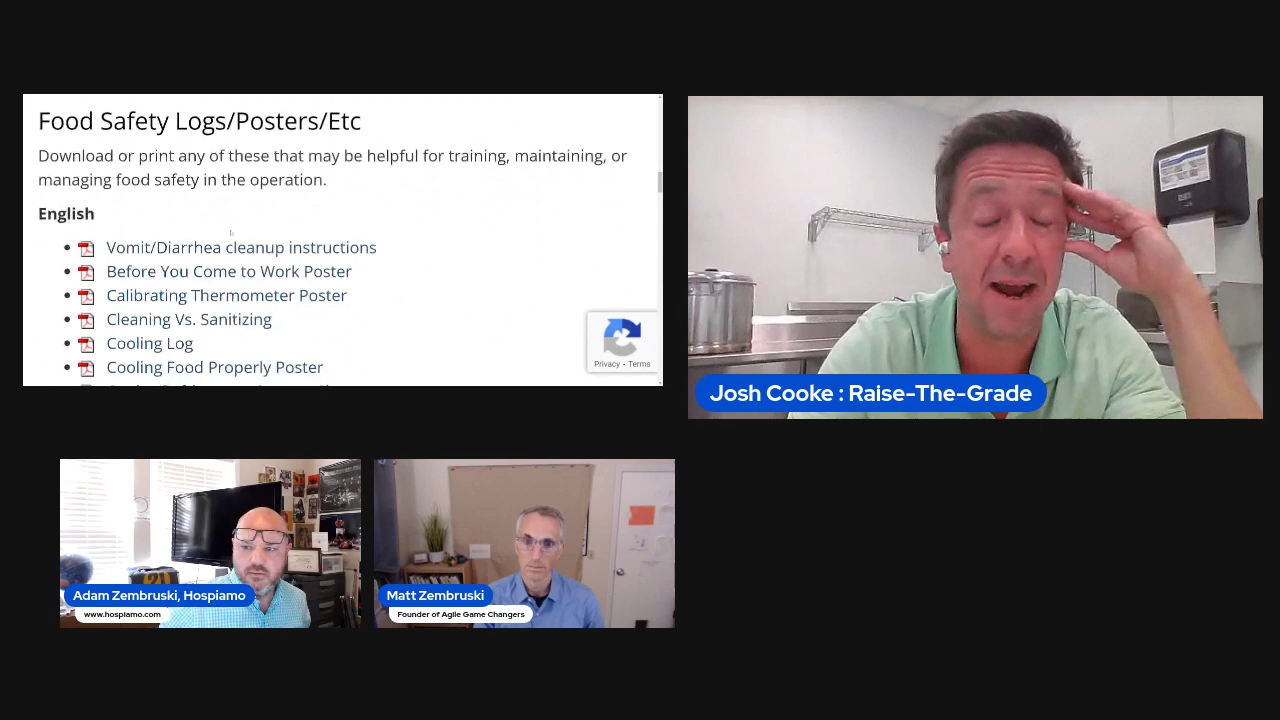 Food Safety Logs/Posters/Etc
Download or print any of these that may be helpful for training, maintaining, or
managing food safety in the operation.
English
Vomit/Diarrhea cleanup instructions
Before You Come to Work Poster
Calibrating Thermometer Poster
Cleaning Vs. Sanitizing
Cooling Log
Cooling Food Properly Poster
Privacy - Terms
Josh Cooke : Raise-The-Grade
Adam Zembruski, Hospiamo
www.hospiamo.com
Matt Zembruski
Founder of Agile Game Changers